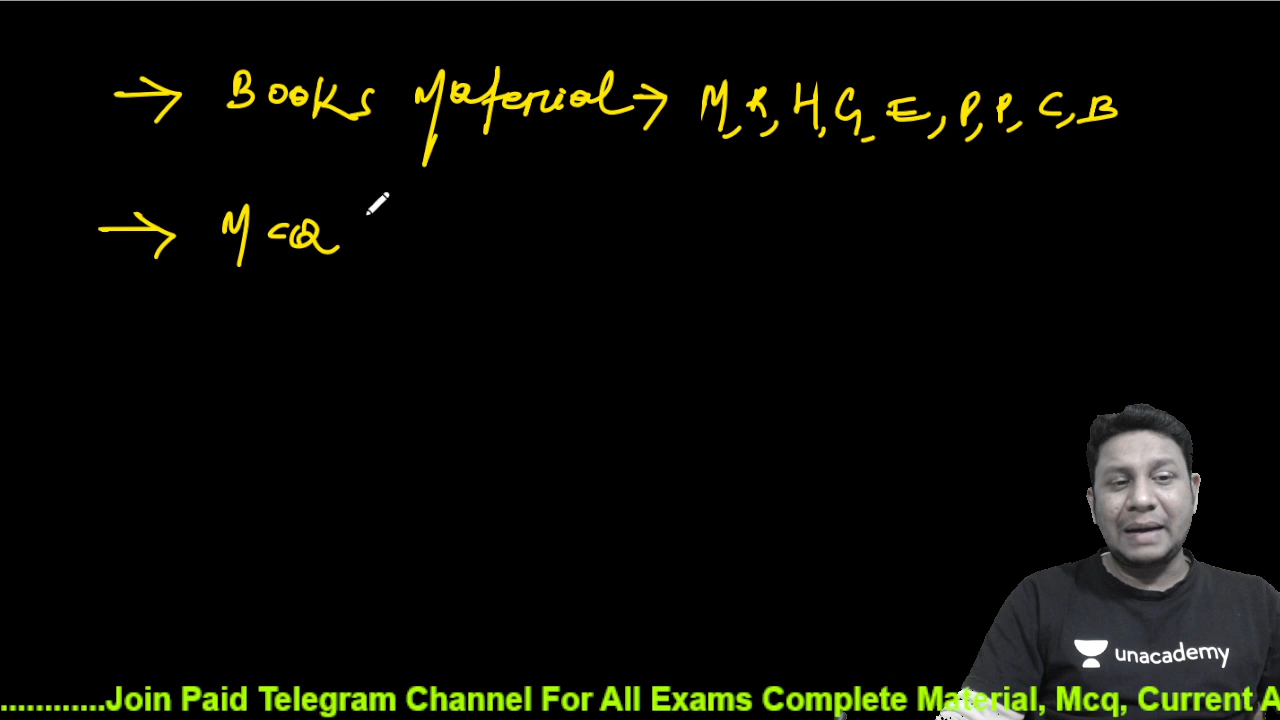 → Books Material → M, R, H, G, E, P, P, C, B
→ MCQ
unacademy
............Join Paid Telegram Channel For All Exams Complete Material, Mcq, Current A